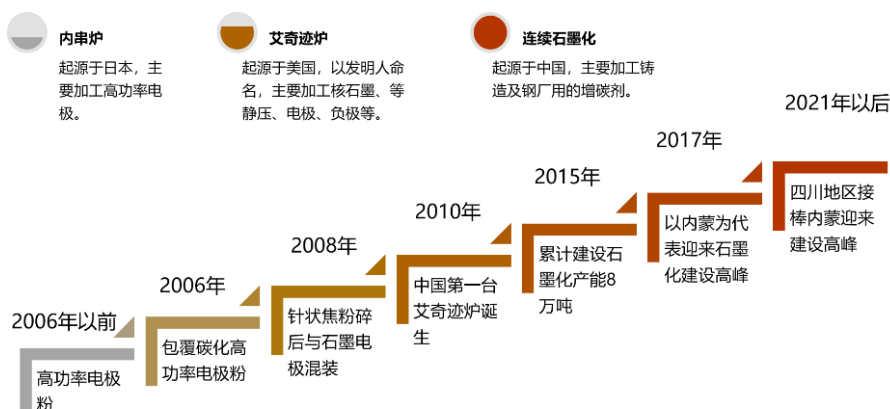 内串炉
起源于日本，主
要加工高功率电
极。
艾奇迹炉
起源于美国，以发明人命
名，主要加工核石墨、等
静压、电极、负极等。
连续石墨化
起源于中国，主要加工铸
造及钢厂用的增碳剂。
2006年以前
高功率电极
粉
2006年
包覆碳化高
功率电极粉
2008年
针状焦粉碎
后与石墨电
极混装
2010年
中国第一台
艾奇迹炉诞
生
2015年
累计建设石
墨化产能8
万吨
2017年
以内蒙为代
表迎来石墨
化建设高峰
2021年以后
四川地区接
棒内蒙迎来
建设高峰